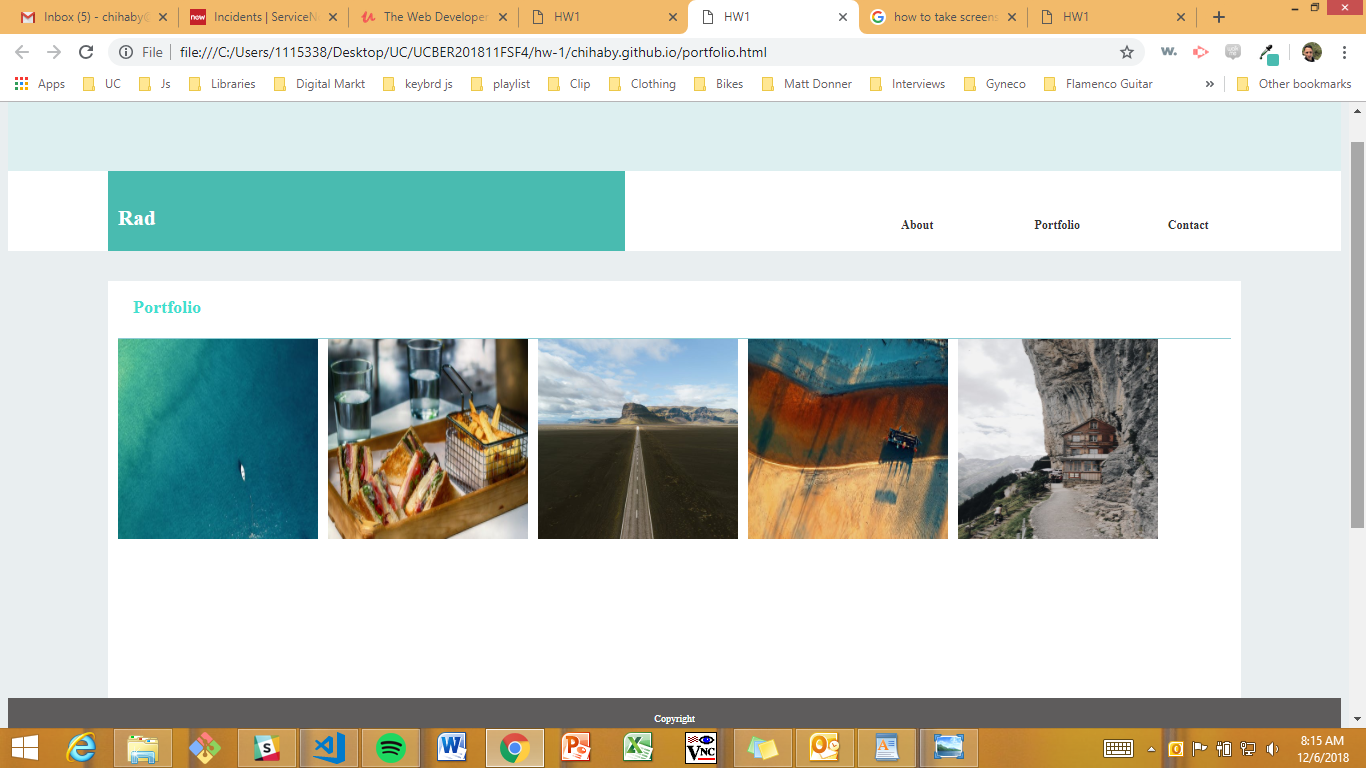 Inbox (5) - chihaby
Incidents | ServiceN
The Web Developer
HW1
HW1
how to take screens
HW1
File
file:///C:/Users/1115338/Desktop/UC/UCBER201811FSF4/hw-1/chihaby.github.io/portfolio.html
w.
Apps
UC
Js
Libraries
Digital Markt
keybrd js
playlist
Clip
Clothing
Bikes
Matt Donner
Interviews
Gyneco
Flamenco Guitar
»
Other bookmarks
Rad
About
Portfolio
Contact
Portfolio
Copyright
8:15 AM
12/6/2018